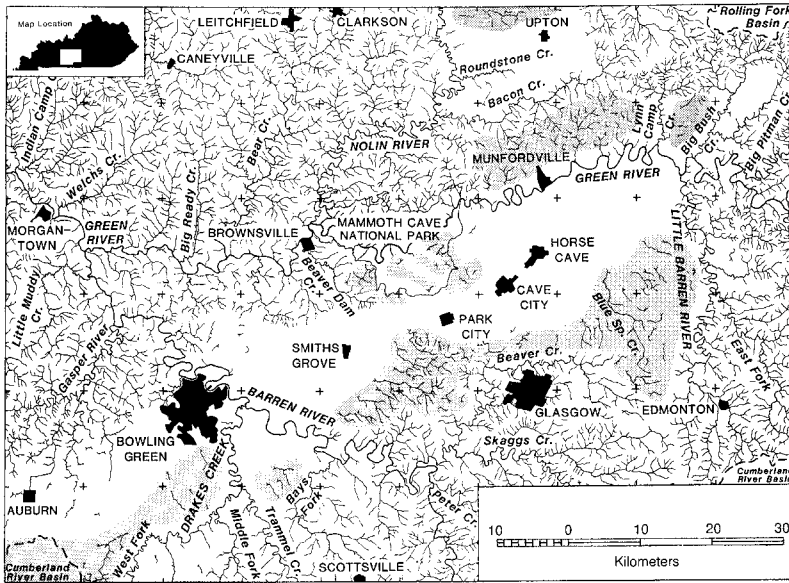 Map Location
LEITCHFIELD
CLARKSON
UPTON
Rolling Fork
Basin
CANEYVILLE
Roundstone Cr.
Bacon Cr.
Indian Camp Cr.
Bear Cr.
Lynn
Camp
Cr.
Big Bush
Cr.
Big Pitman Cr.
NOLIN RIVER
Welchs Cr.
Big Ready Cr.
MUNFORDVILLE
GREEN RIVER
MORGAN-
TOWN
GREEN
RIVER
BROWNSVILLE
MAMMOTH CAVE
NATIONAL PARK
LITTLE BARREN RIVER
HORSE
CAVE
Beaver Dam
Cr.
CAVE
CITY
Little Muddy
Cr.
Blue Sp. Cr.
PARK
CITY
Gasper River
SMITHS
GROVE
Beaver Cr.
East Fork
BARREN RIVER
GLASGOW
EDMONTON
BOWLING
GREEN
Skaggs Cr.
DRAKES CREEK
Bays
Fork
Peter Cr.
Cumberland
River Basin
AUBURN
West Fork
Middle Fork
Trammel Cr.
Cumberland
River Basin
SCOTTSVILLE
10 0 10 20 30
Kilometers